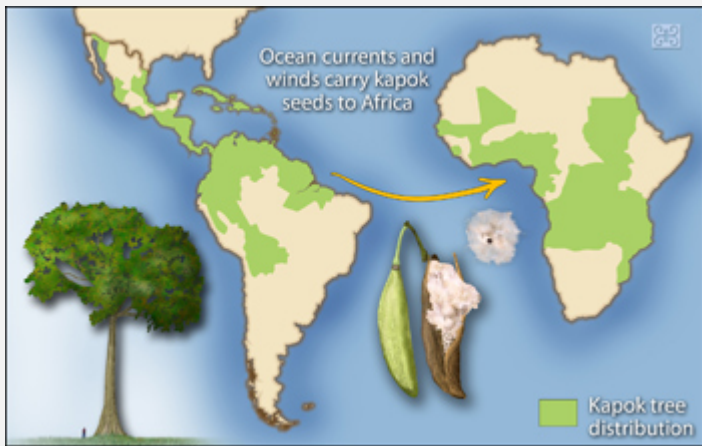 Ocean currents and
winds carry kapok
seeds to Africa
Kapok tree
distribution